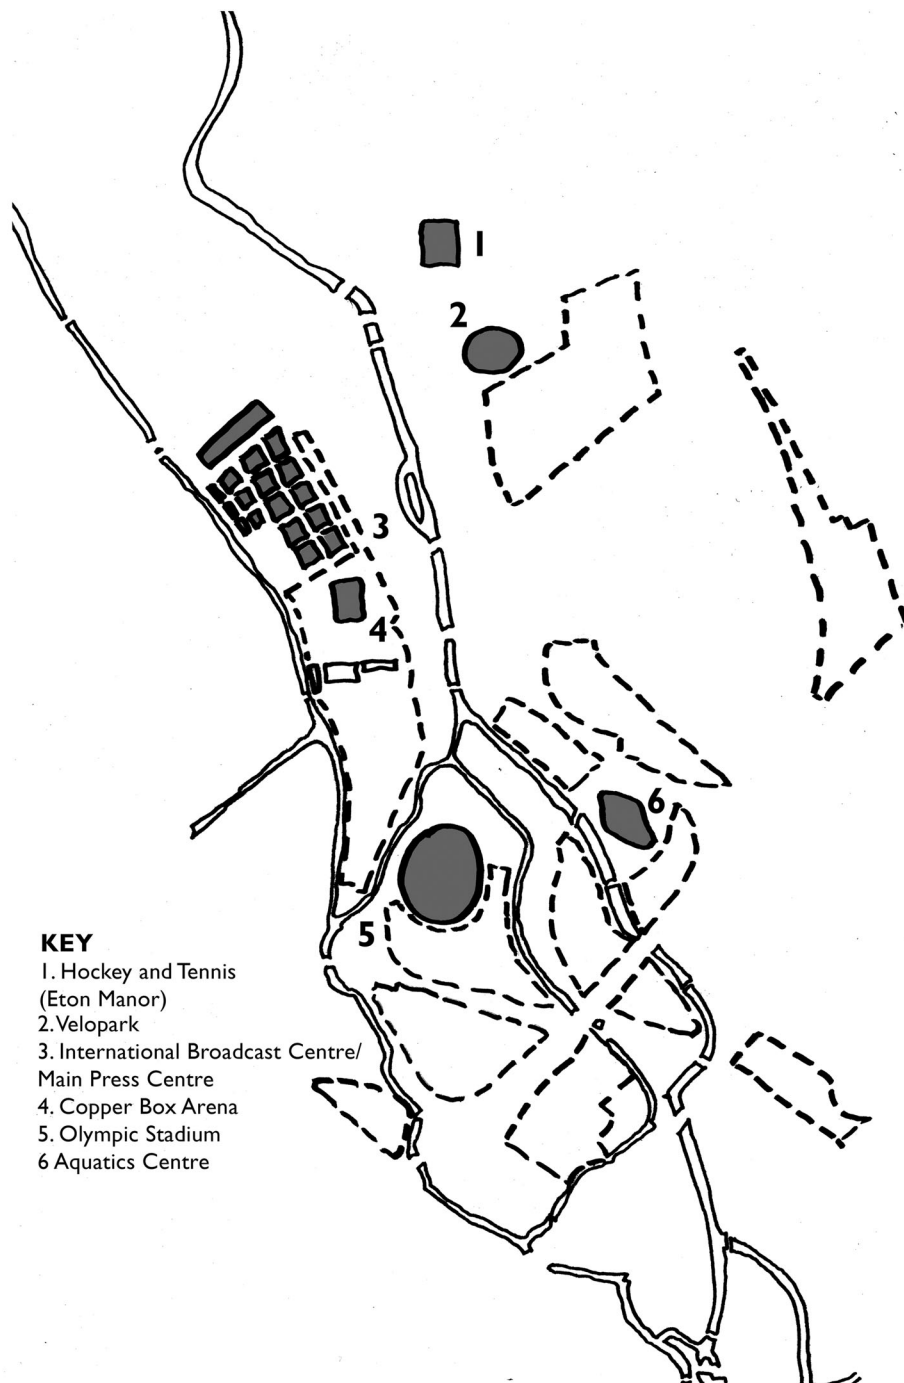 1
2
3
4
6
5
KEY
1. Hockey and Tennis
(Eton Manor)
2. Velopark
3. International Broadcast Centre/
Main Press Centre
4. Copper Box Arena
5. Olympic Stadium
6 Aquatics Centre